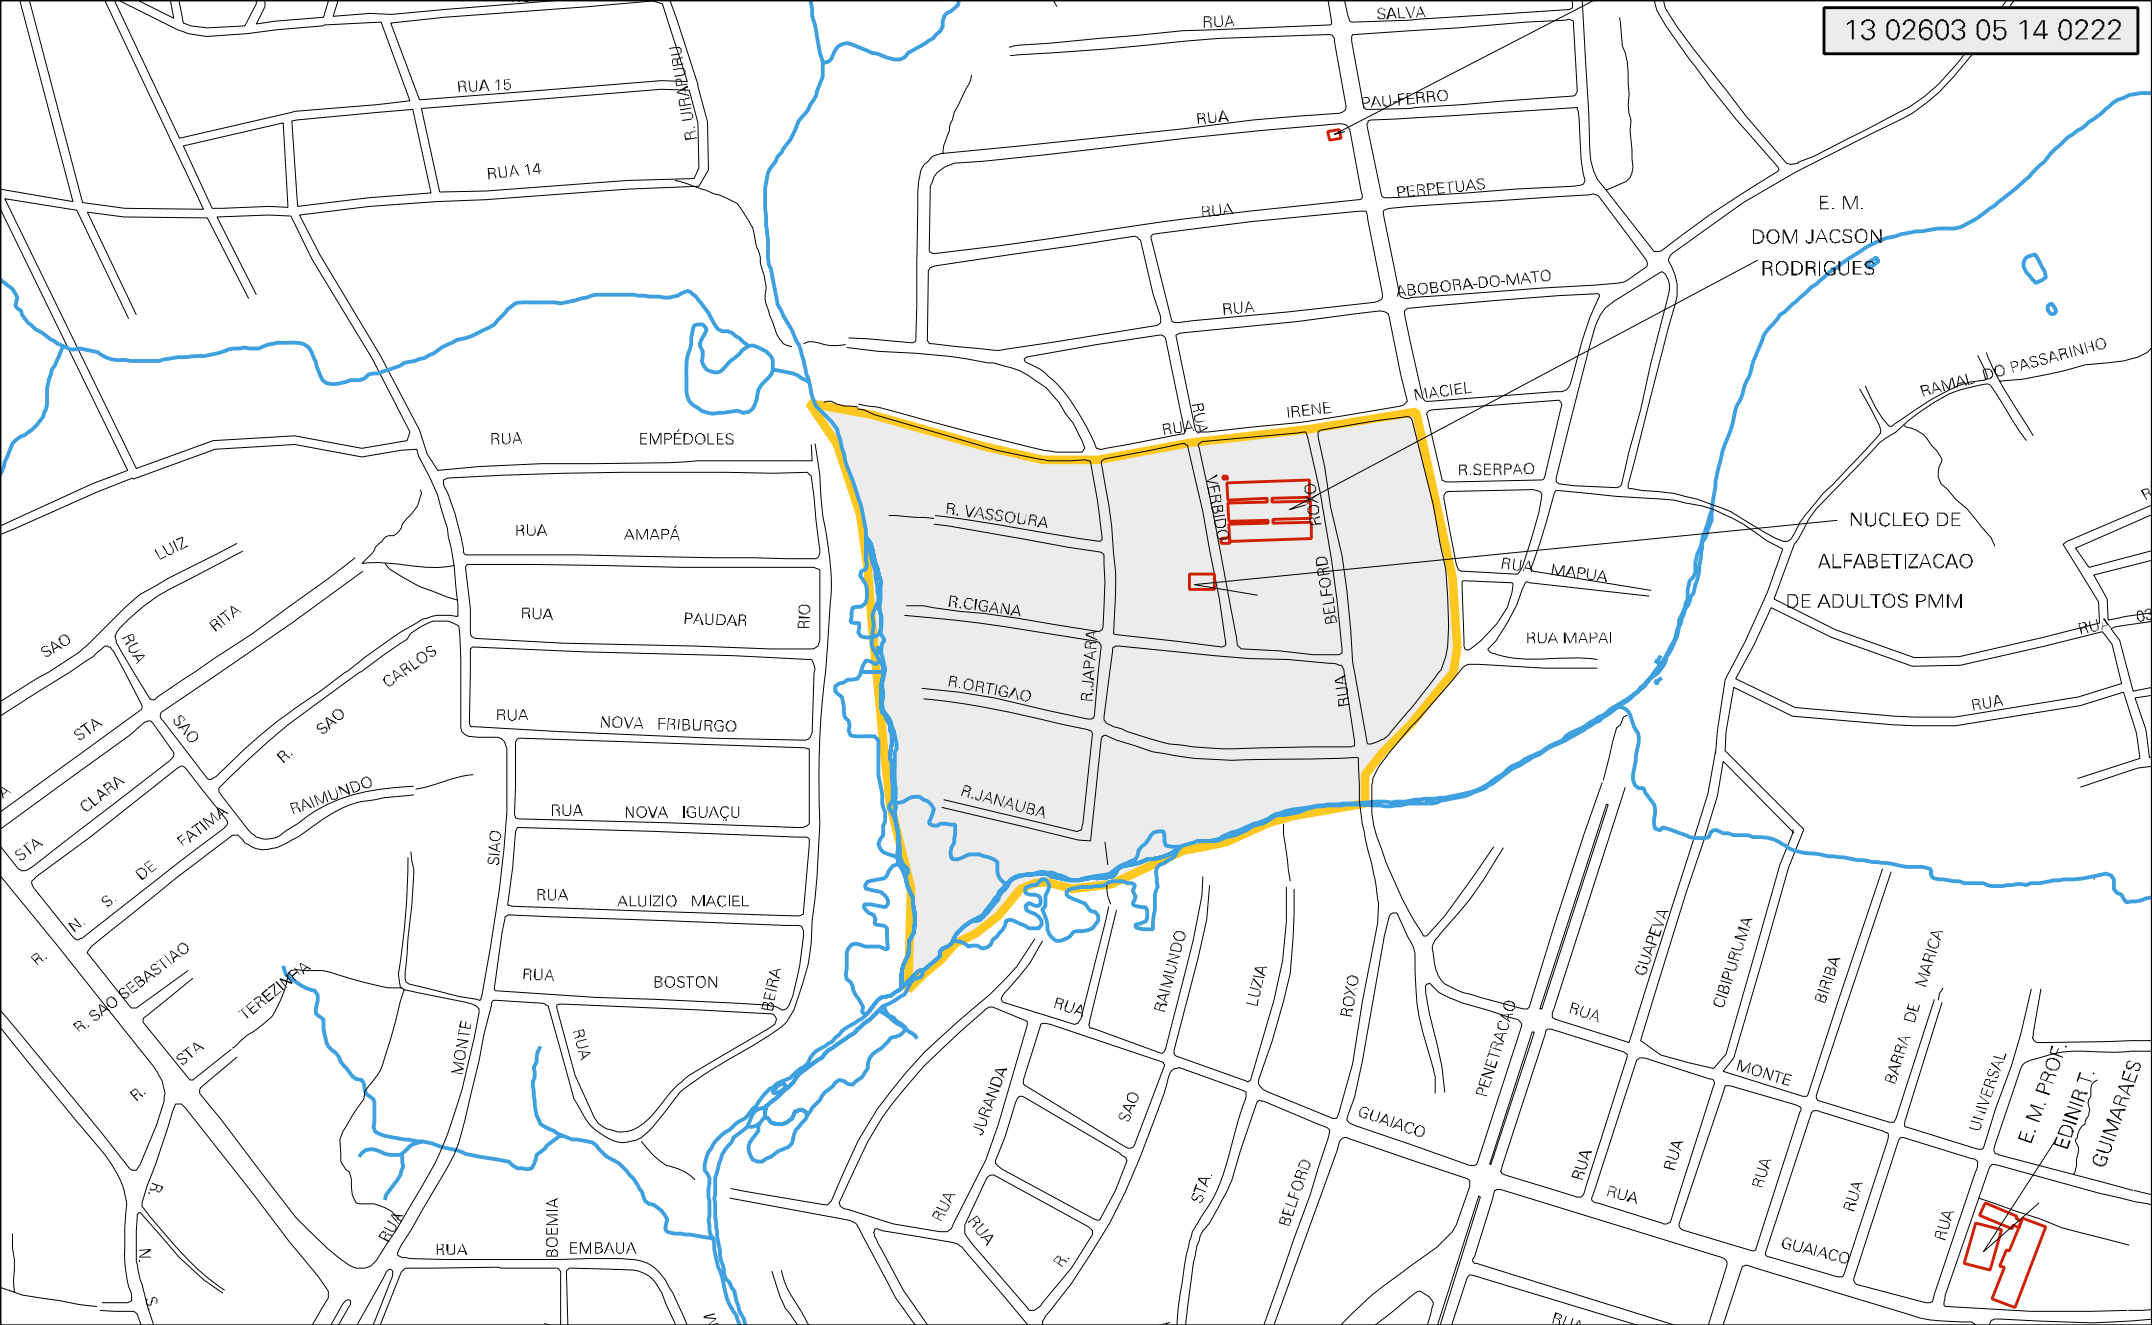 13 02603 05 14 0222
RUA SALVA
RUA 15
R. UIRAPURU
RUA PAU-FERRO
RUA 14
RUA PERPETUAS
E. M.
DOM JACSON
RODRIGUES
RUA ABOBORA-DO-MATO
RAMAL DO PASSARINHO
RUA IRENE MACIEL
RUA EMPÉDOLES
RUA VERBIDO
R.SERPAO
R. VASSOURA
RUA BELFORD ROXO
NUCLEO DE
ALFABETIZACAO
DE ADULTOS PMM
RUA AMAPÁ
LUIZ
RUA MAPUA
R.CIGANA
RUA PAUDAR
RIO
RITA
SAO
RUA
RUA MAPAI
RUA 03
R.JAPARA
R.ORTIGAO
CARLOS
SAO
R.
RUA NOVA FRIBURGO
STA
SAO
RUA
R.JANAUBA
RAIMUNDO
CLARA
STA
RUA NOVA IGUAÇU
SIAO
FATIMA
DE
S.
N.
R.
RUA ALUIZIO MACIEL
RUA BOSTON
BEIRA
R. SAO SEBASTIAO
TEREZINHA
STA
R.
MONTE
RUA
RUA
RAIMUNDO
LUZIA
ROXO
GUAPEVA
CIBIPURUMA
BIRIBA
BARRA DE MARICA
PENETRACAO
RUA MONTE
UNIVERSAL
E. M. PROF.
EDINIR T.
GUIMARAES
JURANDA
SAO
GUAIACO
RUA
RUA
RUA
RUA
RUA
RUA GUAIACO
STA.
BELFORD
RUA
RUA
R.
R.
N.
S
RUA
RUA EMBAUA
BOEMIA
RUA